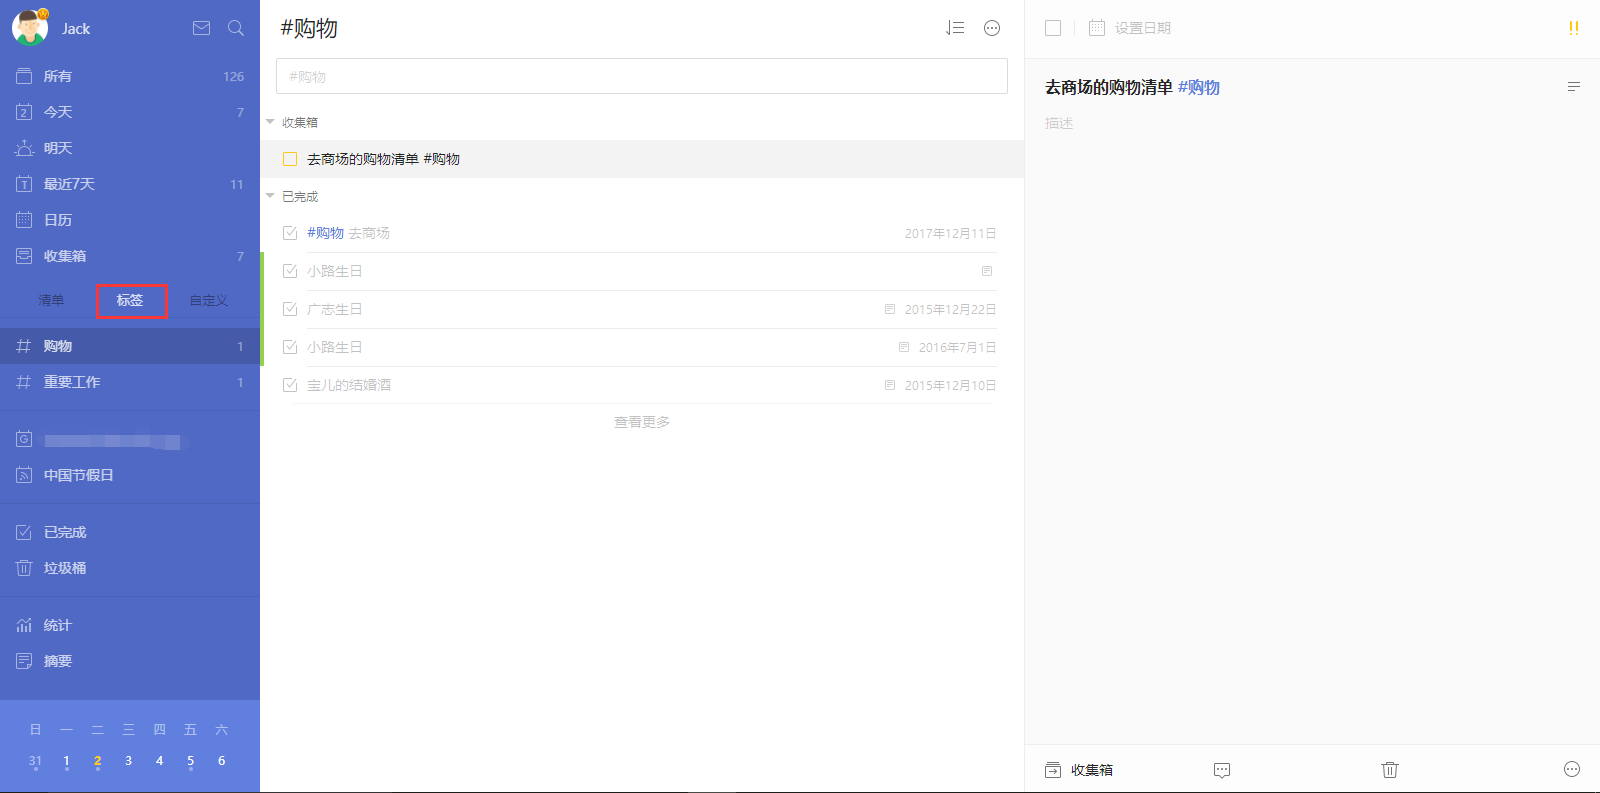 Jack
所有 126
2 今天 7
明天
T 最近7天 11
日历
收集箱 7
清单 标签 自定义
购物 1
重要工作 1
G
中国节假日
已完成
垃圾桶
统计
摘要
日 一 二 三 四 五 六
31 1 2 3 4 5 6
#购物
#购物
收集箱
去商场的购物清单 #购物
已完成
#购物 去商场 2017年12月11日
小路生日
广志生日 2015年12月22日
小路生日 2016年7月1日
宝儿的结婚酒 2015年12月10日
查看更多
设置日期 !!
去商场的购物清单 #购物
描述
收集箱